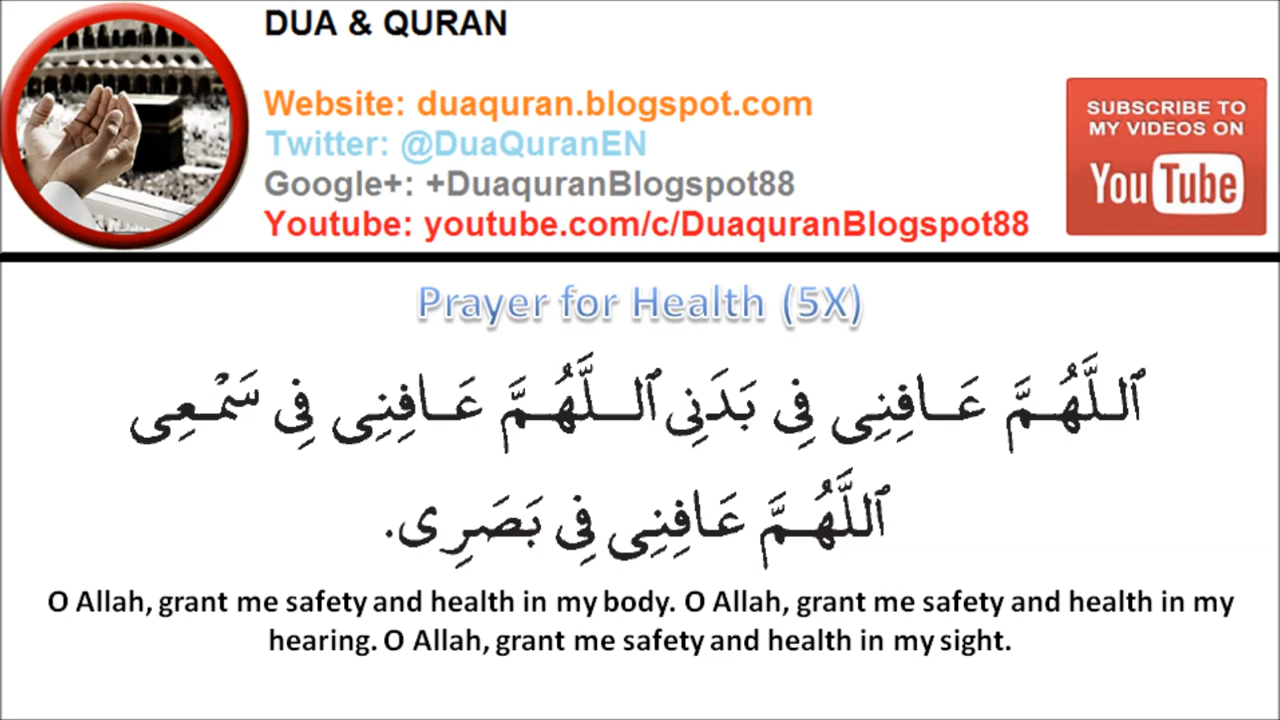 DUA & QURAN
Website: duaquran.blogspot.com
Twitter: @DuaQuranEN
Google+: +DuaquranBlogspot88
Youtube: youtube.com/c/DuaquranBlogspot88
SUBSCRIBE TO
MY VIDEOS ON
YouTube
Prayer for Health (5X)
ٱللَّهُمَّ عَافِنِى فِى بَدَنِى ٱللَّهُمَّ عَافِنِى فِى سَمْعِى
ٱللَّهُمَّ عَافِنِى فِى بَصَرِى.
O Allah, grant me safety and health in my body. O Allah, grant me safety and health in my
hearing. O Allah, grant me safety and health in my sight.